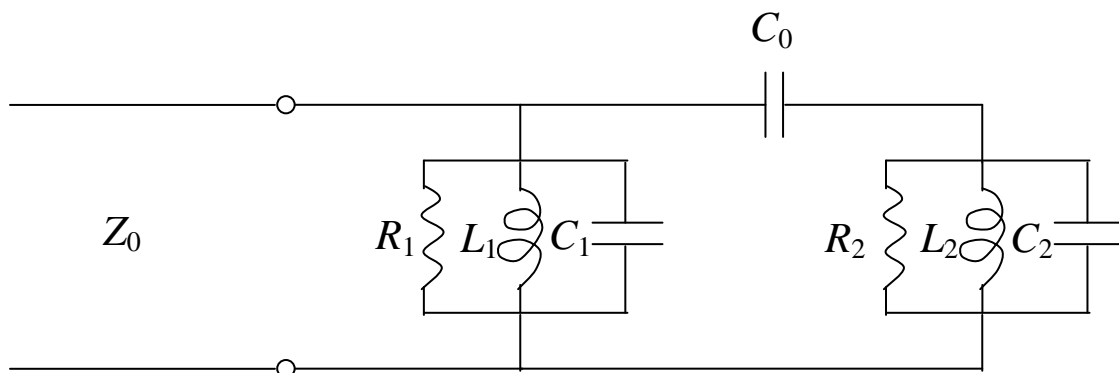 C₀
Z₀ R₁ L₁ C₁ R₂ L₂ C₂